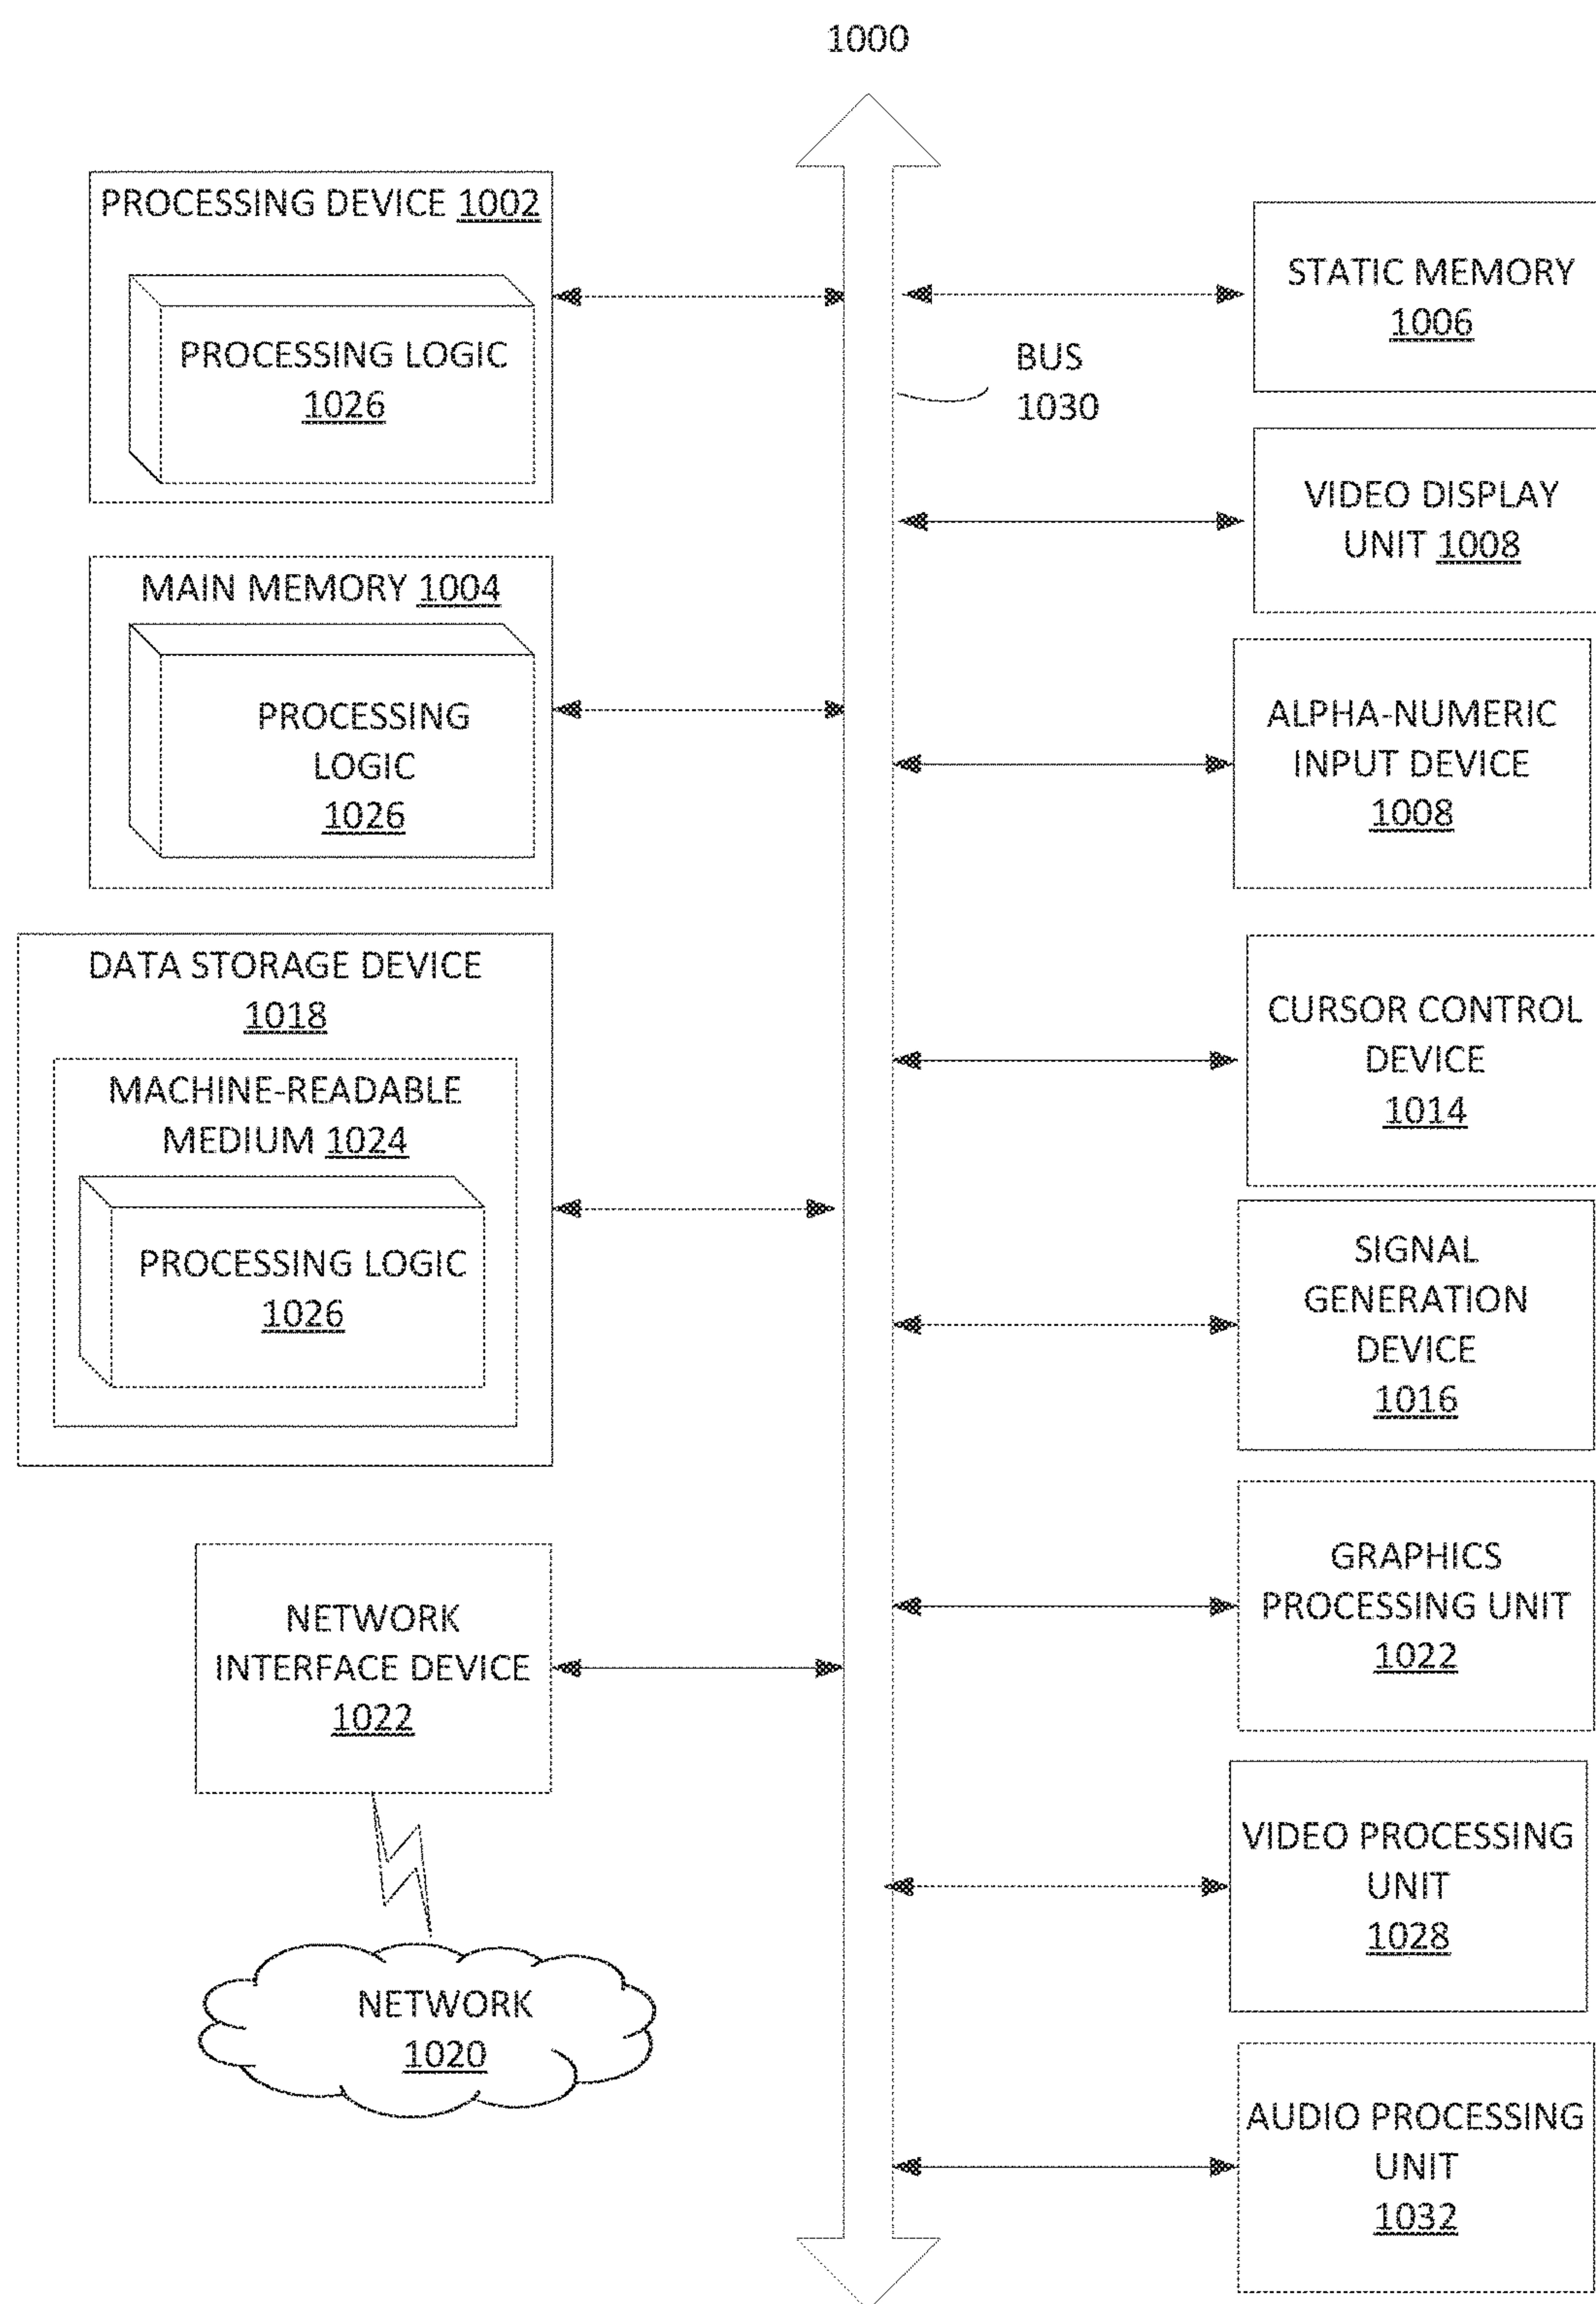 1000
PROCESSING DEVICE 1002
PROCESSING LOGIC
1026
MAIN MEMORY 1004
PROCESSING
LOGIC
1026
DATA STORAGE DEVICE
1018
MACHINE-READABLE
MEDIUM 1024
PROCESSING LOGIC
1026
NETWORK
INTERFACE DEVICE
1022
NETWORK
1020
BUS
1030
STATIC MEMORY
1006
VIDEO DISPLAY
UNIT 1008
ALPHA-NUMERIC
INPUT DEVICE
1008
CURSOR CONTROL
DEVICE
1014
SIGNAL
GENERATION
DEVICE
1016
GRAPHICS
PROCESSING UNIT
1022
VIDEO PROCESSING
UNIT
1028
AUDIO PROCESSING
UNIT
1032